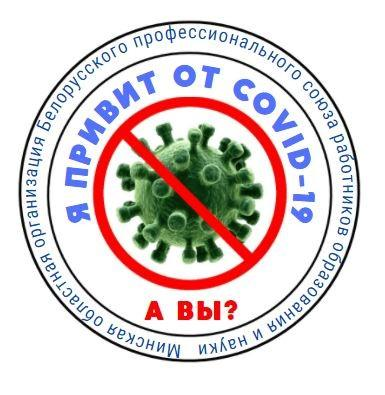 Минская областная организация Белорусского профессионального союза работников образования и науки
Я ПРИВИТ ОТ COVID-19
А ВЫ?